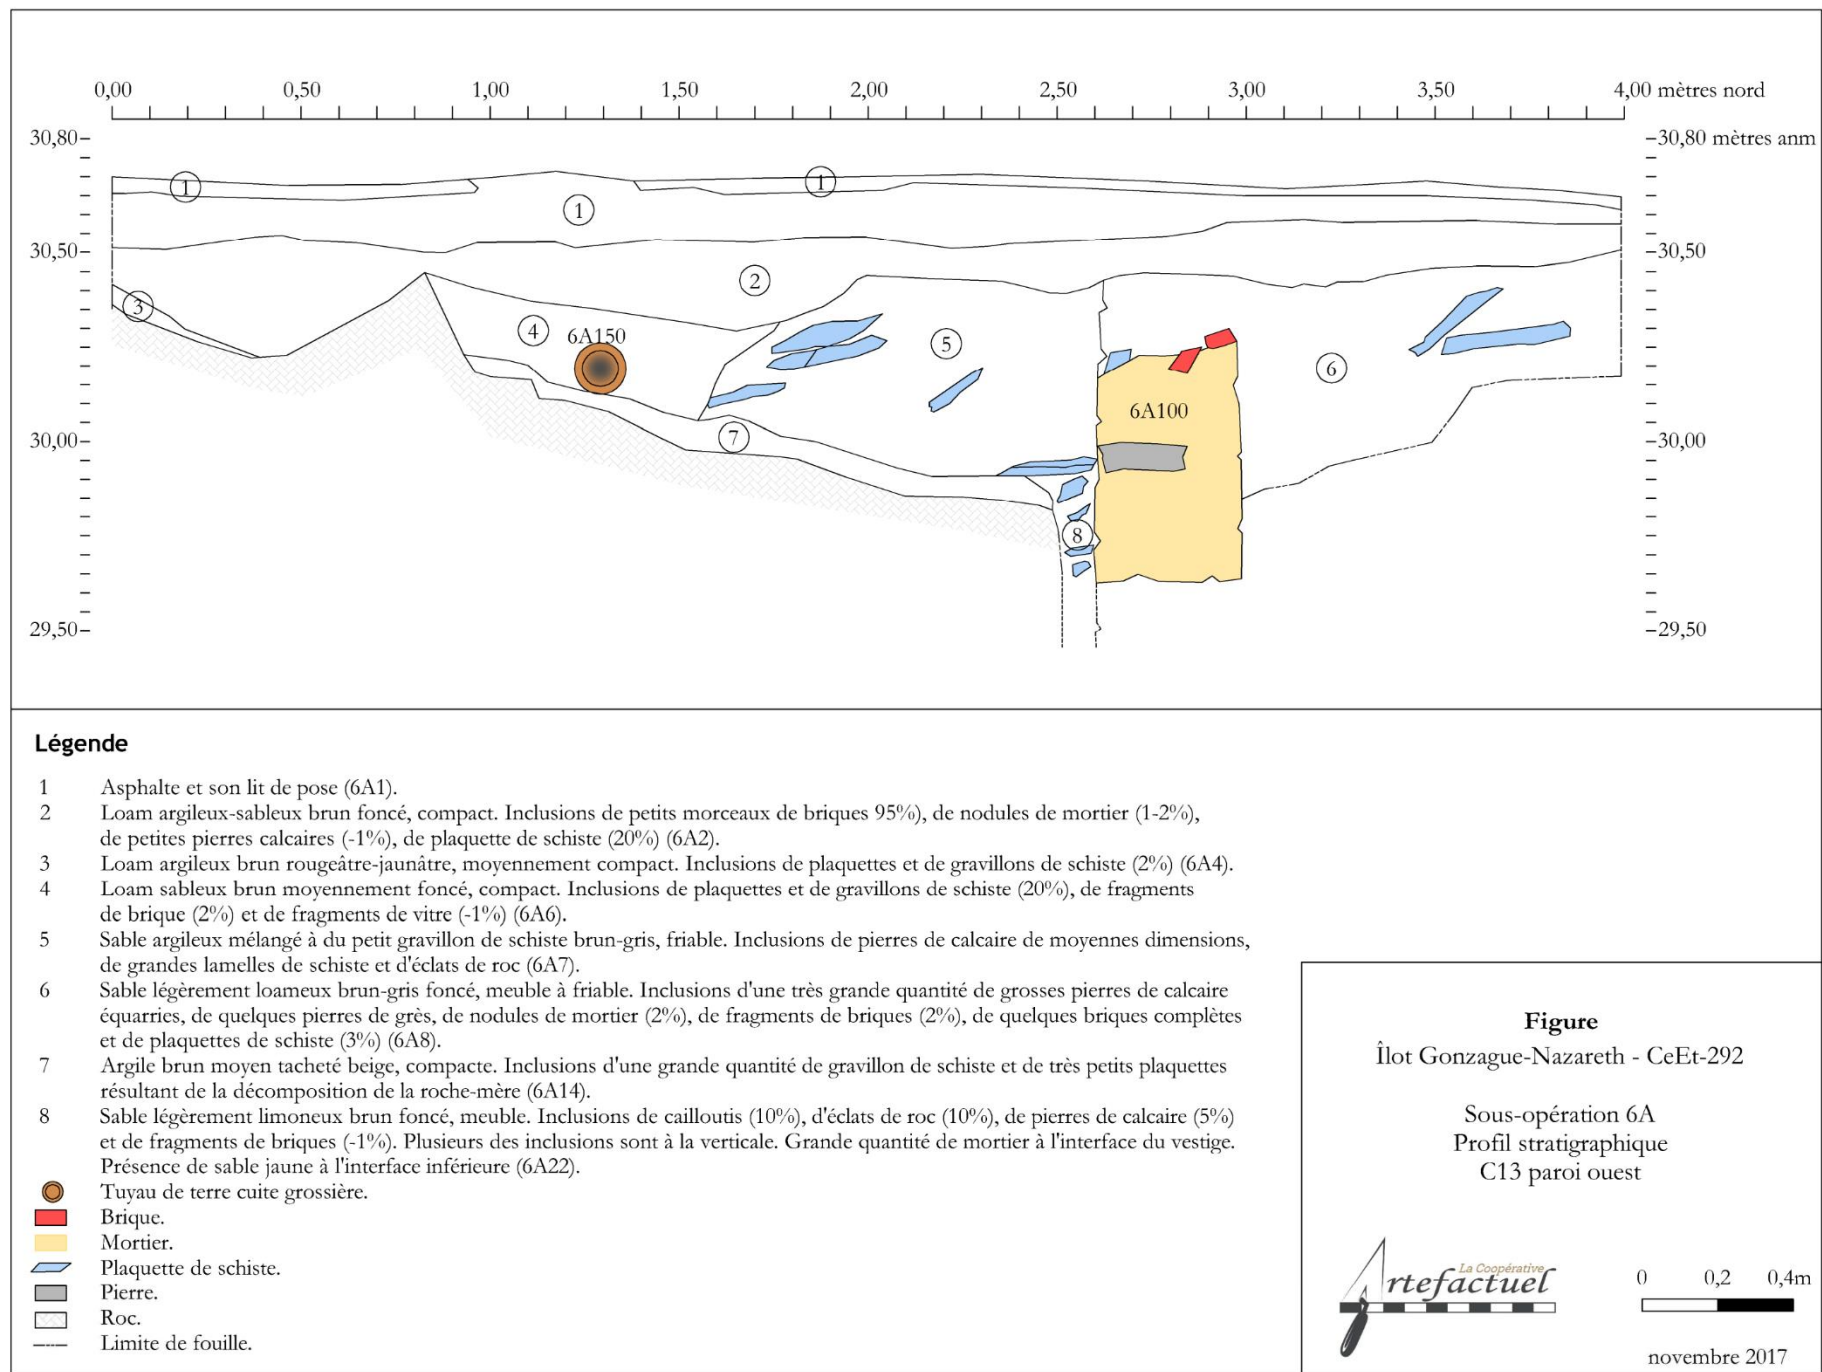 0,00 0,50 1,00 1,50 2,00 2,50 3,00 3,50 4,00 mètres nord
30,80 30,80 mètres anm
1 1
1
30,50 30,50
2
3
4 6A150 5
6
6A100
30,00 7 30,00
8
29,50 29,50
Légende
1 Asphalte et son lit de pose (6A1).
2 Loam argileux-sableux brun foncé, compact. Inclusions de petits morceaux de briques 95%), de nodules de mortier (1-2%),
de petites pierres calcaires (-1%), de plaquette de schiste (20%) (6A2).
3 Loam argileux brun rougeâtre-jaunâtre, moyennement compact. Inclusions de plaquettes et de gravillons de schiste (2%) (6A4).
4 Loam sableux brun moyennement foncé, compact. Inclusions de plaquettes et de gravillons de schiste (20%), de fragments
de brique (2%) et de fragments de vitre (-1%) (6A6).
5 Sable argileux mélangé à du petit gravillon de schiste brun-gris, friable. Inclusions de pierres de calcaire de moyennes dimensions,
de grandes lamelles de schiste et d'éclats de roc (6A7).
6 Sable légèrement loameux brun-gris foncé, meuble à friable. Inclusions d'une très grande quantité de grosses pierres de calcaire
équarries, de quelques pierres de grès, de nodules de mortier (2%), de fragments de briques (2%), de quelques briques complètes
et de plaquettes de schiste (3%) (6A8).
7 Argile brun moyen tacheté beige, compacte. Inclusions d'une grande quantité de gravillon de schiste et de très petits plaquettes
résultant de la décomposition de la roche-mère (6A14).
8 Sable légèrement limoneux brun foncé, meuble. Inclusions de cailloutis (10%), d'éclats de roc (10%), de pierres de calcaire (5%)
et de fragments de briques (-1%). Plusieurs des inclusions sont à la verticale. Grande quantité de mortier à l'interface du vestige.
Présence de sable jaune à l'interface inférieure (6A22).
Tuyau de terre cuite grossière.
Brique.
Mortier.
Plaquette de schiste.
Pierre.
Roc.
Limite de fouille.
Figure
Îlot Gonzague-Nazareth - CeEt-292
Sous-opération 6A
Profil stratigraphique
C13 paroi ouest
La Coopérative
Artefactuel
0 0,2 0,4m
novembre 2017